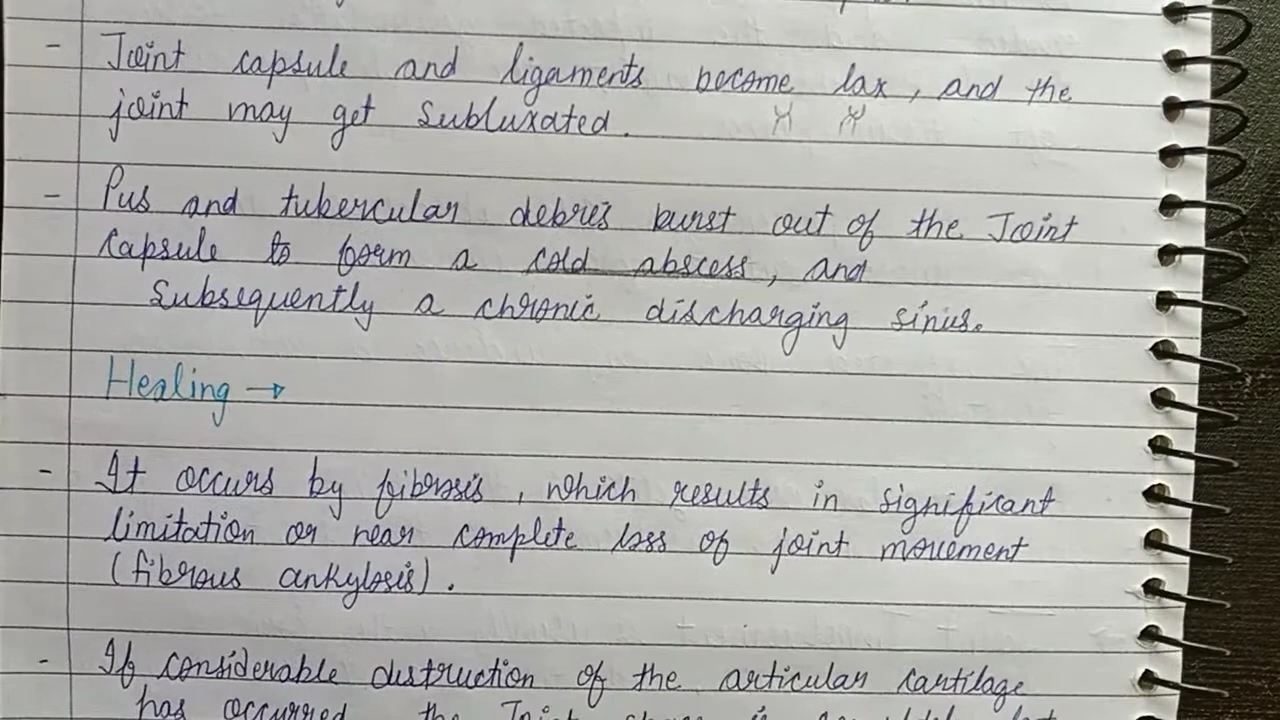 - Joint capsule and ligaments become lax, and the
joint may get subluxated.
- Pus and tubercular debries burst out of the Joint
capsule to form a cold abscess, and
subsequently a chronic discharging sinus.
Healing →
- It occurs by fibrosis, which results in significant
limitation or near complete loss of joint movement
(fibrous ankylosis).
- If considerable distruction of the articular cartilage
has occurred, the Joint